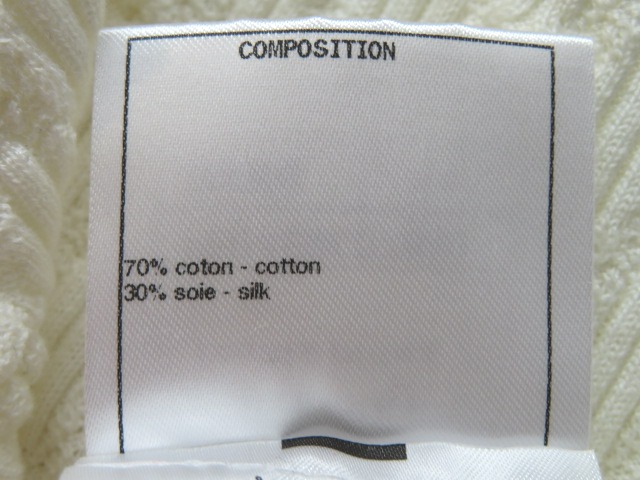 COMPOSITION
70% coton - cotton
30% soie - silk